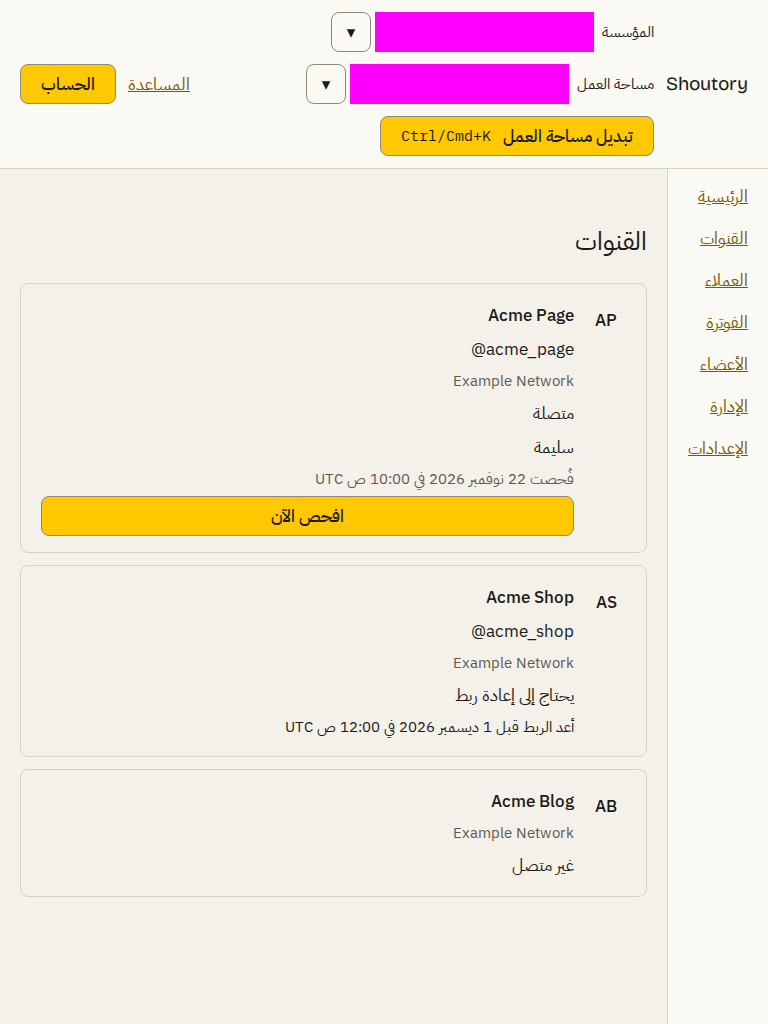 المؤسسة
▼
Shoutory
مساحة العمل
▼
المساعدة
الحساب
تبديل مساحة العمل Ctrl/Cmd+K
الرئيسية
القنوات
العملاء
الفوترة
الأعضاء
الإدارة
الإعدادات
القنوات
AP
Acme Page
@acme_page
Example Network
متصلة
سليمة
فُحصت 22 نوفمبر 2026 في 10:00 ص UTC
افحص الآن
AS
Acme Shop
@acme_shop
Example Network
يحتاج إلى إعادة ربط
أعد الربط قبل 1 ديسمبر 2026 في 12:00 ص UTC
AB
Acme Blog
Example Network
غير متصل